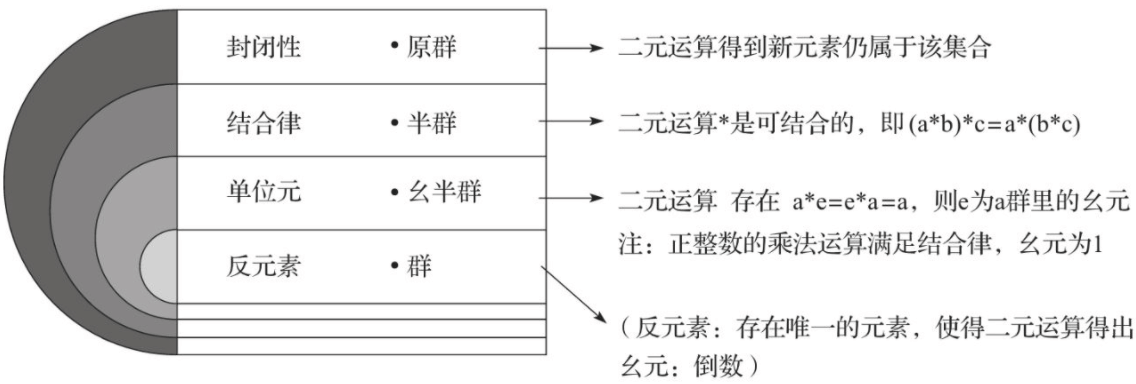 封闭性 •原群 二元运算得到新元素仍属于该集合
结合律 •半群 二元运算*是可结合的，即(a*b)*c=a*(b*c)
单位元 •幺半群 二元运算 存在 a*e=e*a=a，则e为a群里的幺元
注：正整数的乘法运算满足结合律，幺元为1
反元素 •群
（反元素：存在唯一的元素，使得二元运算得出
幺元：倒数）